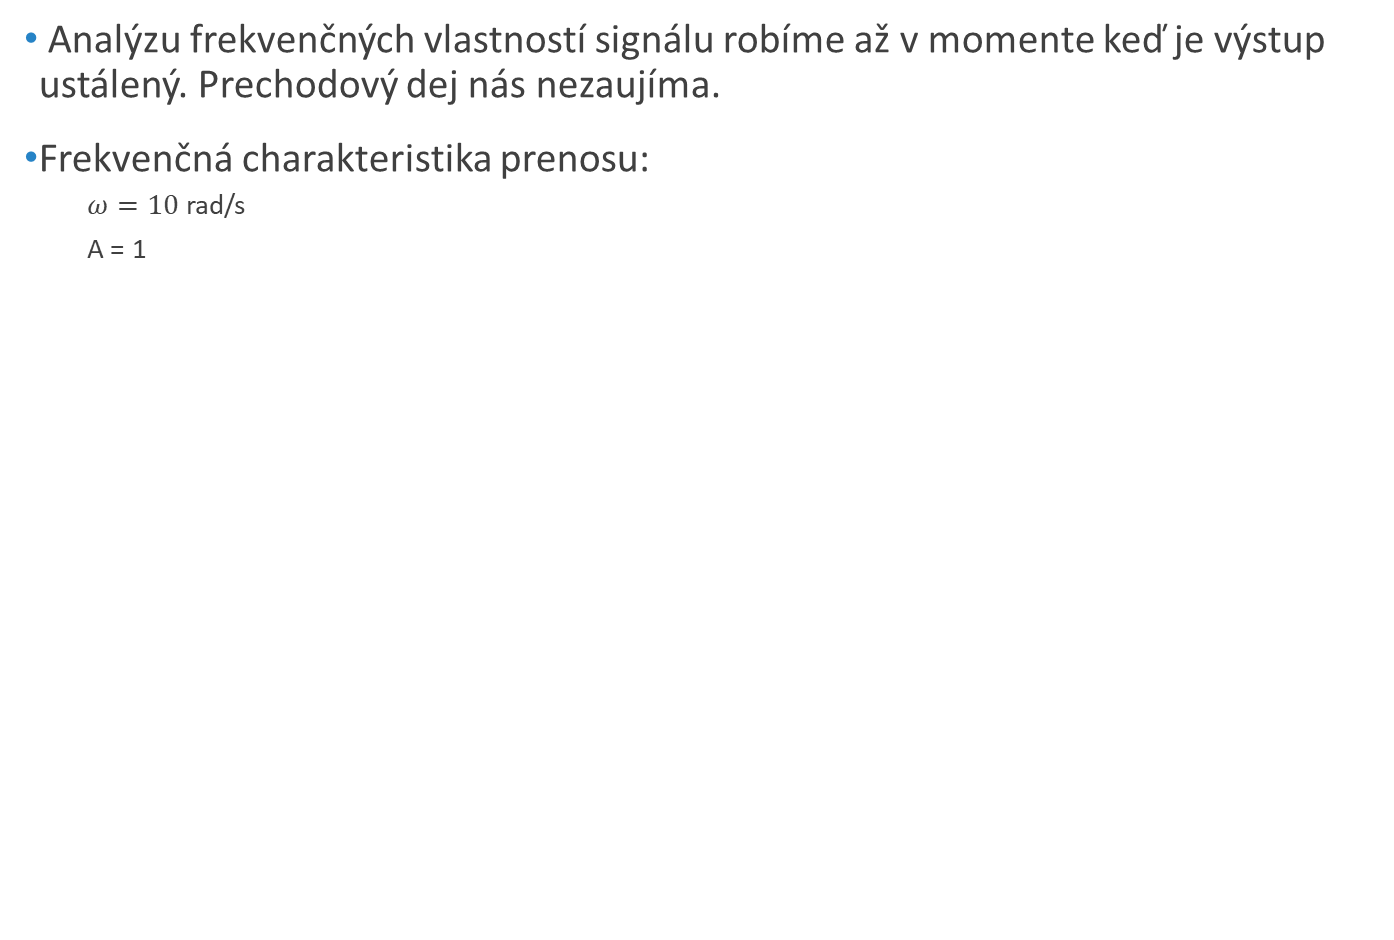 • Analýzu frekvenčných vlastností signálu robíme až v momente keď je výstup
ustálený. Prechodový dej nás nezaujíma.
•Frekvenčná charakteristika prenosu:
𝜔 = 10 rad/s
A = 1